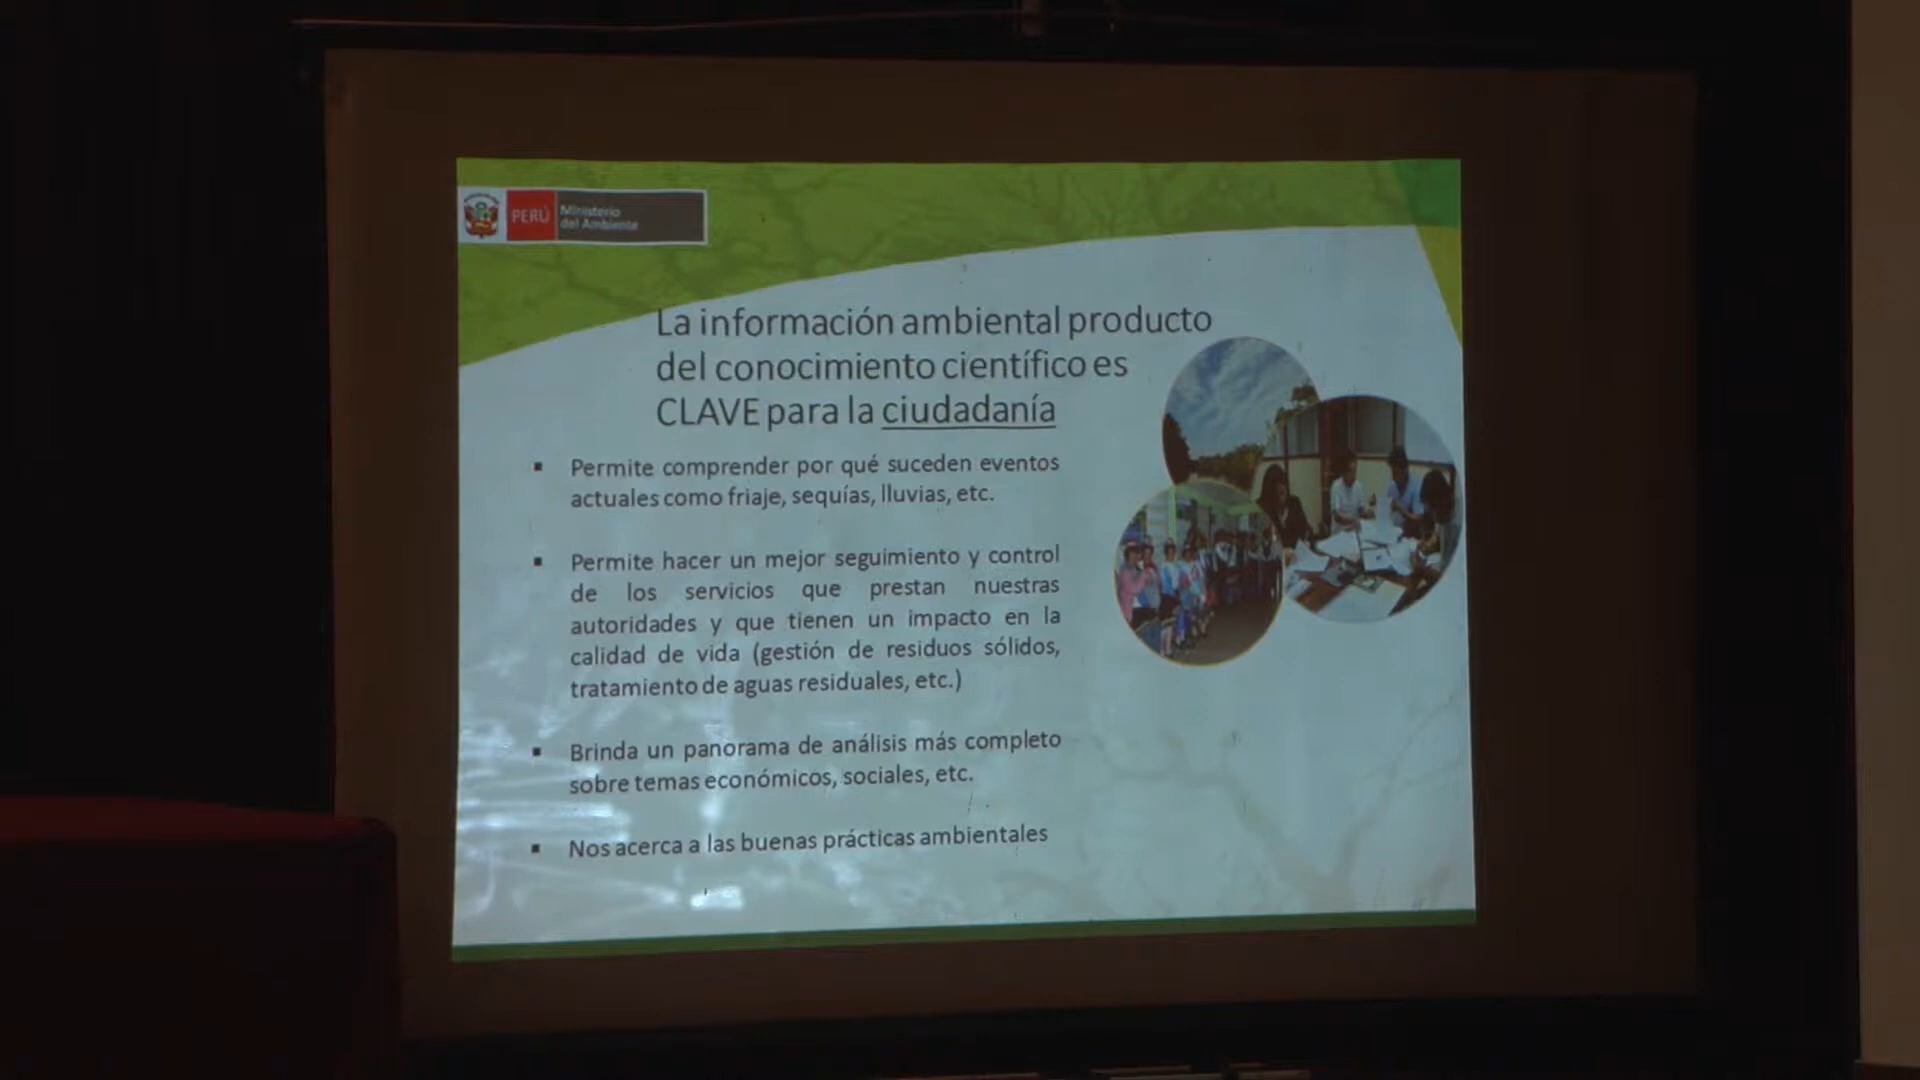 PERÚ
Ministerio
del Ambiente
La información ambiental producto
del conocimiento científico es
CLAVE para la ciudadanía
▪ Permite comprender por qué suceden eventos
actuales como friaje, sequías, lluvias, etc.
▪ Permite hacer un mejor seguimiento y control
de los servicios que prestan nuestras
autoridades y que tienen un impacto en la
calidad de vida (gestión de residuos sólidos,
tratamiento de aguas residuales, etc.)
▪ Brinda un panorama de análisis más completo
sobre temas económicos, sociales, etc.
▪ Nos acerca a las buenas prácticas ambientales